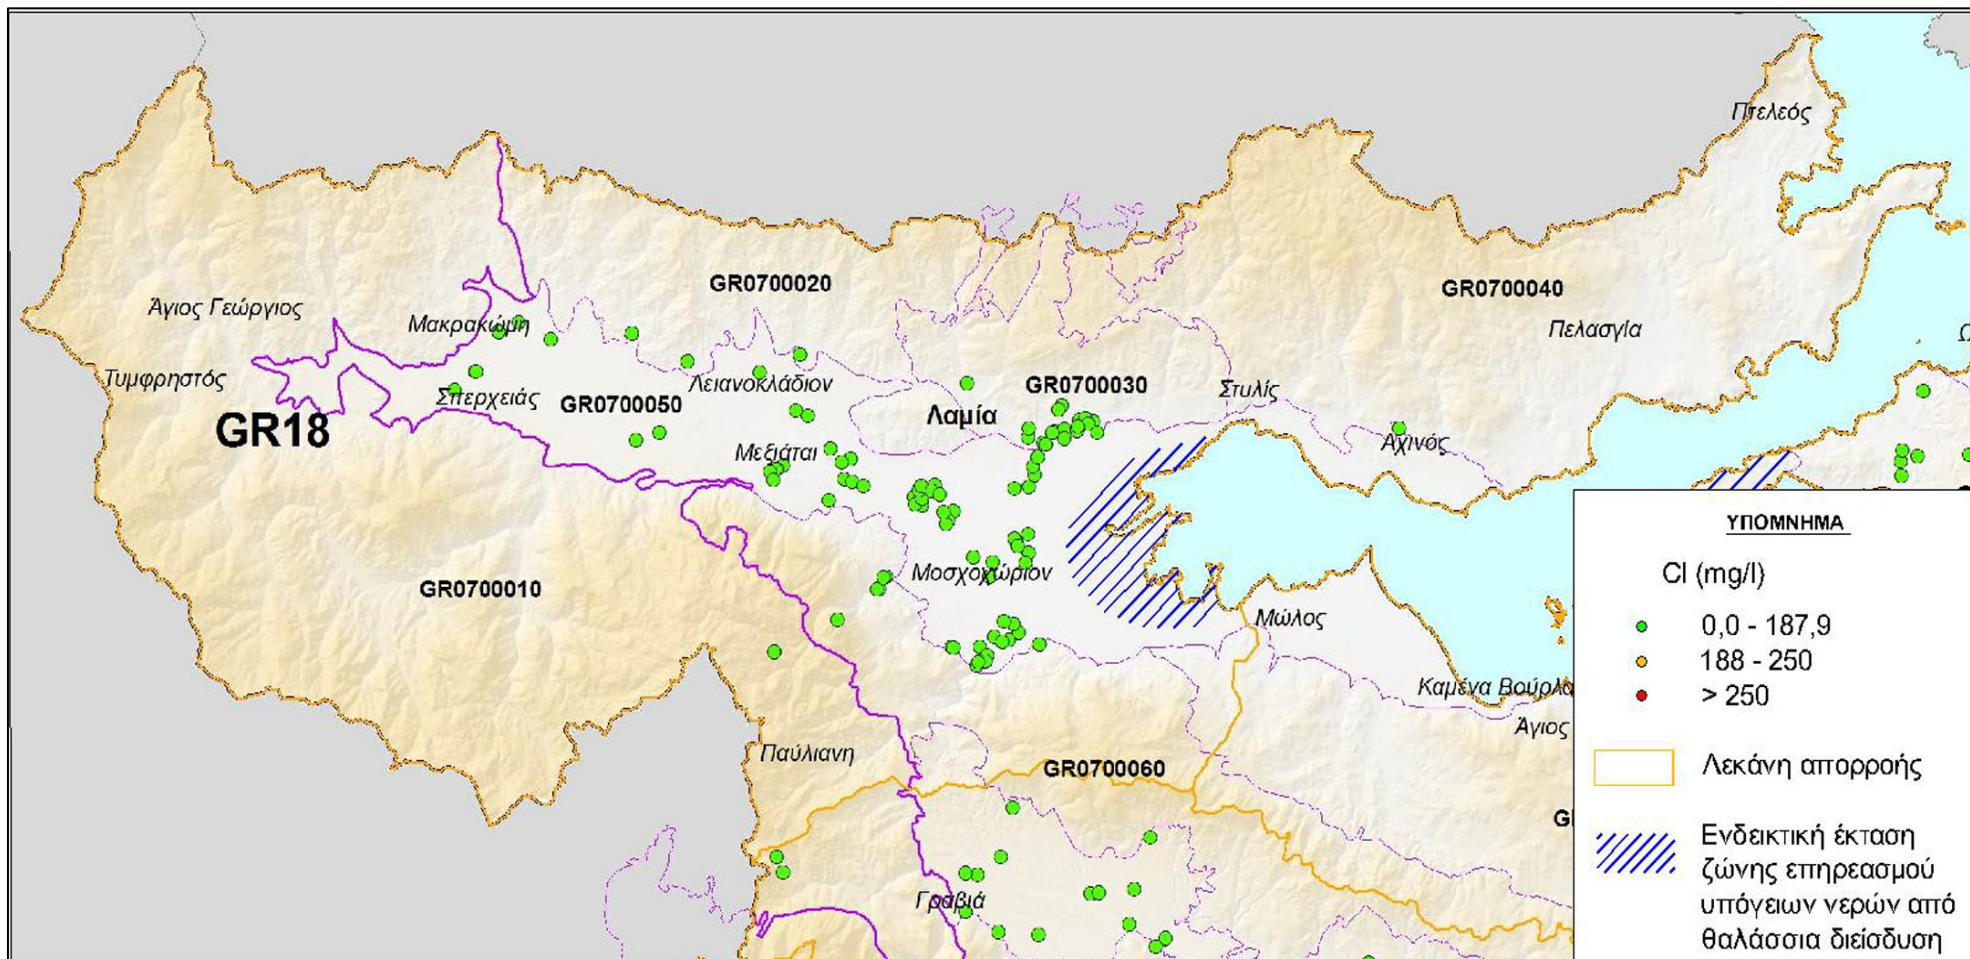 Πτελεός
GR0700020
GR0700040
Άγιος Γεώργιος
Μακρακώμη
Πελασγία
Ω
Τυμφρηστός
Σπερχειάς
Λειανοκλάδιον
GR0700030
Στυλίς
GR0700050
Λαμία
GR18
Μεξιάται
Αχινός
GR0700010
Μοσχοχώριον
Μώλος
Καμένα Βούρλα
Άγιος
Παύλιανη
GR0700060
Γραβιά
ΥΠΟΜΝΗΜΑ
Cl (mg/l)
0,0 - 187,9
188 - 250
> 250
Λεκάνη απορροής
Ενδεικτική έκταση
ζώνης επηρεασμού
υπόγειων νερών από
θαλάσσια διείσδυση